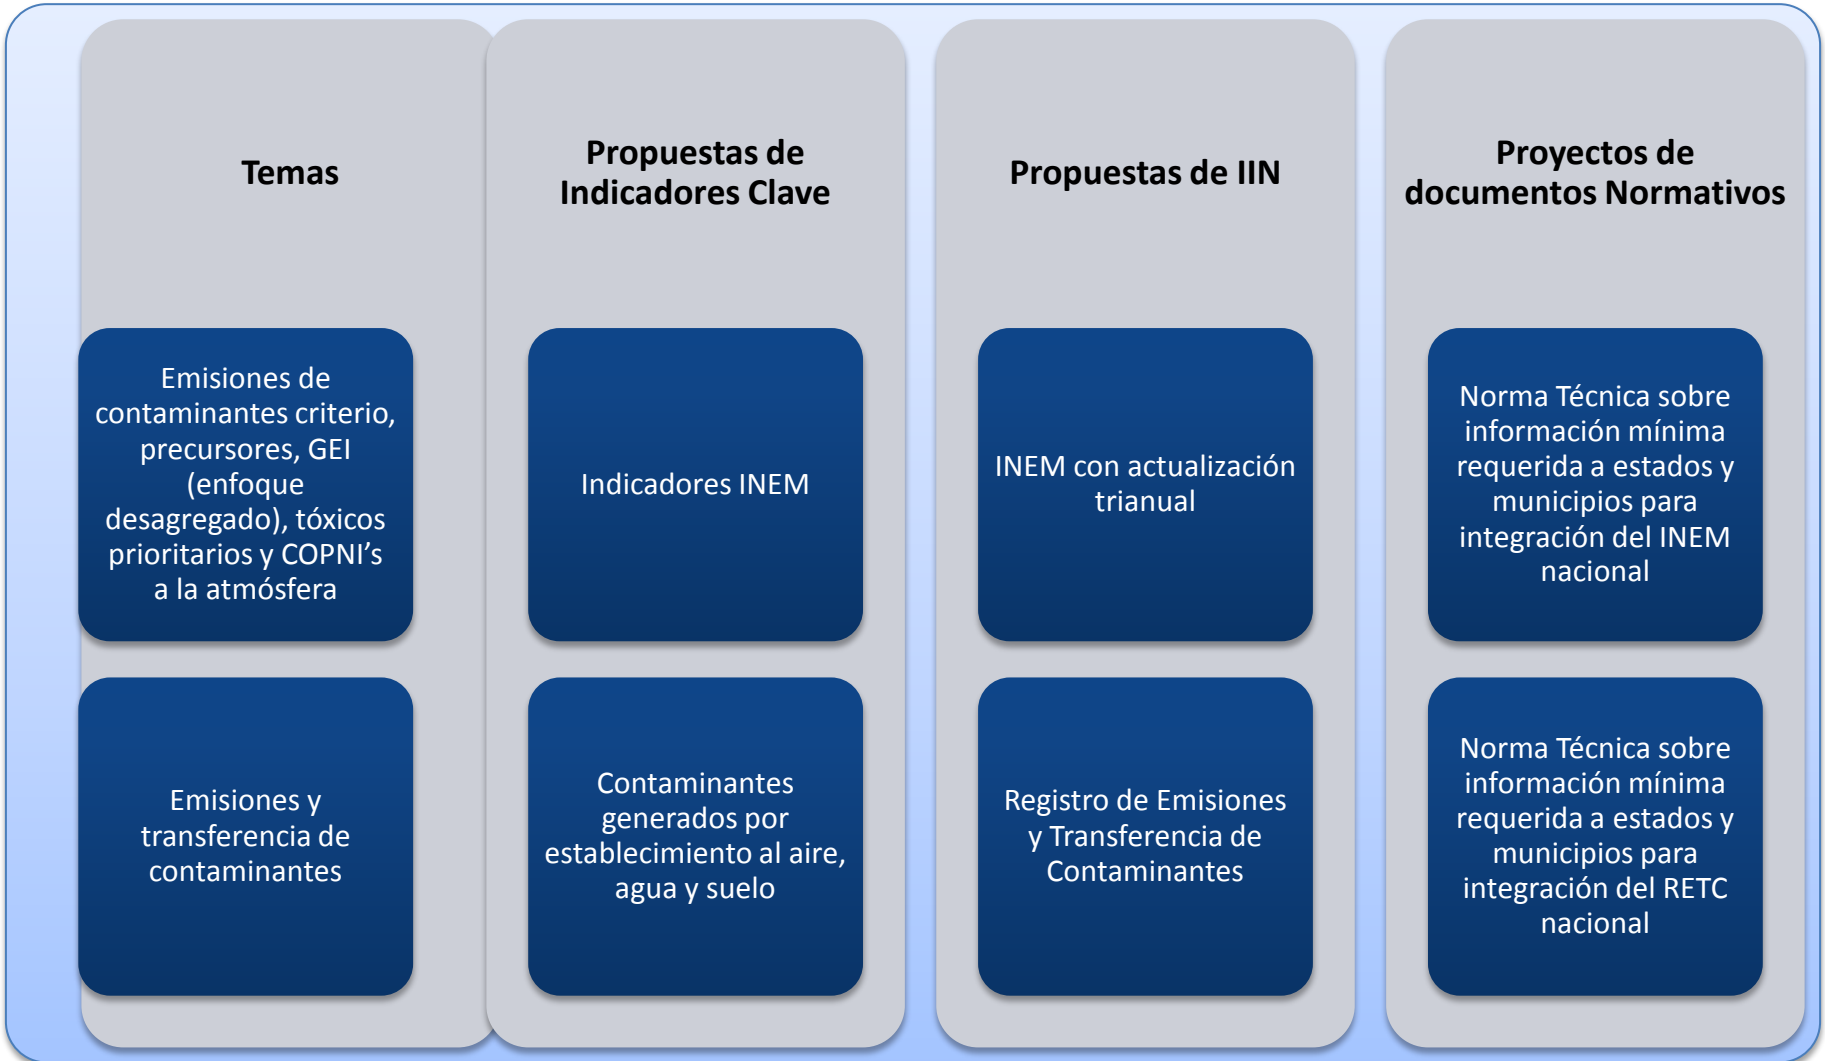 Temas
Propuestas de
Indicadores Clave
Propuestas de IIN
Proyectos de
documentos Normativos
Emisiones de
contaminantes criterio,
precursores, GEI
(enfoque
desagregado), tóxicos
prioritarios y COPNI’s
a la atmósfera
Indicadores INEM
INEM con actualización
trianual
Norma Técnica sobre
información mínima
requerida a estados y
municipios para
integración del INEM
nacional
Emisiones y
transferencia de
contaminantes
Contaminantes
generados por
establecimiento al aire,
agua y suelo
Registro de Emisiones
y Transferencia de
Contaminantes
Norma Técnica sobre
información mínima
requerida a estados y
municipios para
integración del RETC
nacional